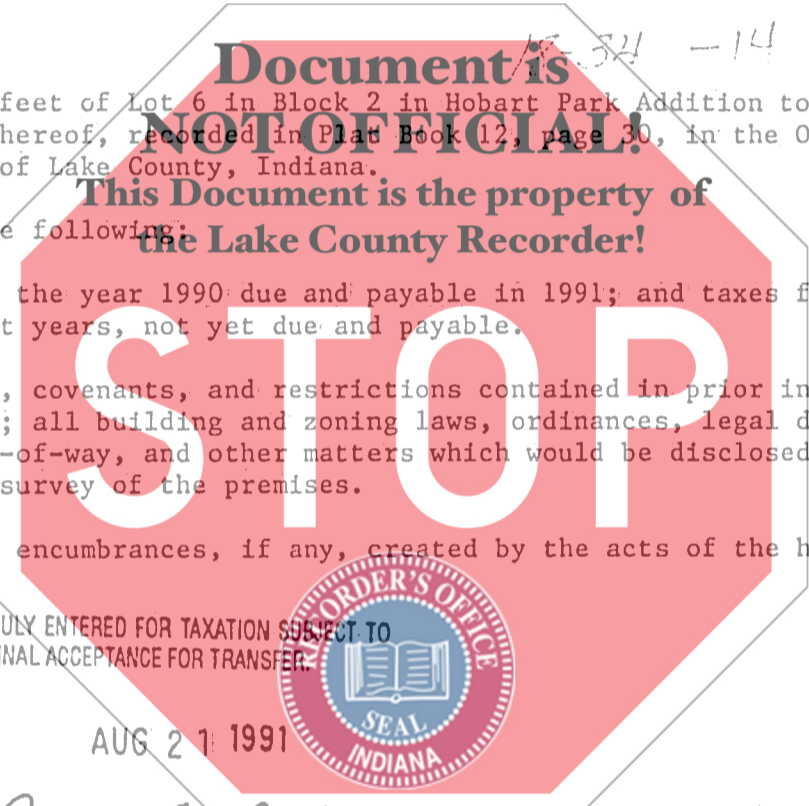 Document is
18-34 -14
feet of Lot 6 in Block 2 in Hobart Park Addition to
hereof, recorded in Plat Book 12, page 30, in the O
NOT OFFICIAL!
of Lake County, Indiana.
This Document is the property of
e following:
the Lake County Recorder!
the year 1990 due and payable in 1991; and taxes f
t years, not yet due and payable.
STOP
, covenants, and restrictions contained in prior in
; all building and zoning laws, ordinances, legal d
-of-way, and other matters which would be disclosed
survey of the premises.
encumbrances, if any, created by the acts of the h
ULY ENTERED FOR TAXATION SUBJECT TO
INAL ACCEPTANCE FOR TRANSFER.
AUG 21 1991
RECORDER'S OFFICE
SEAL
INDIANA